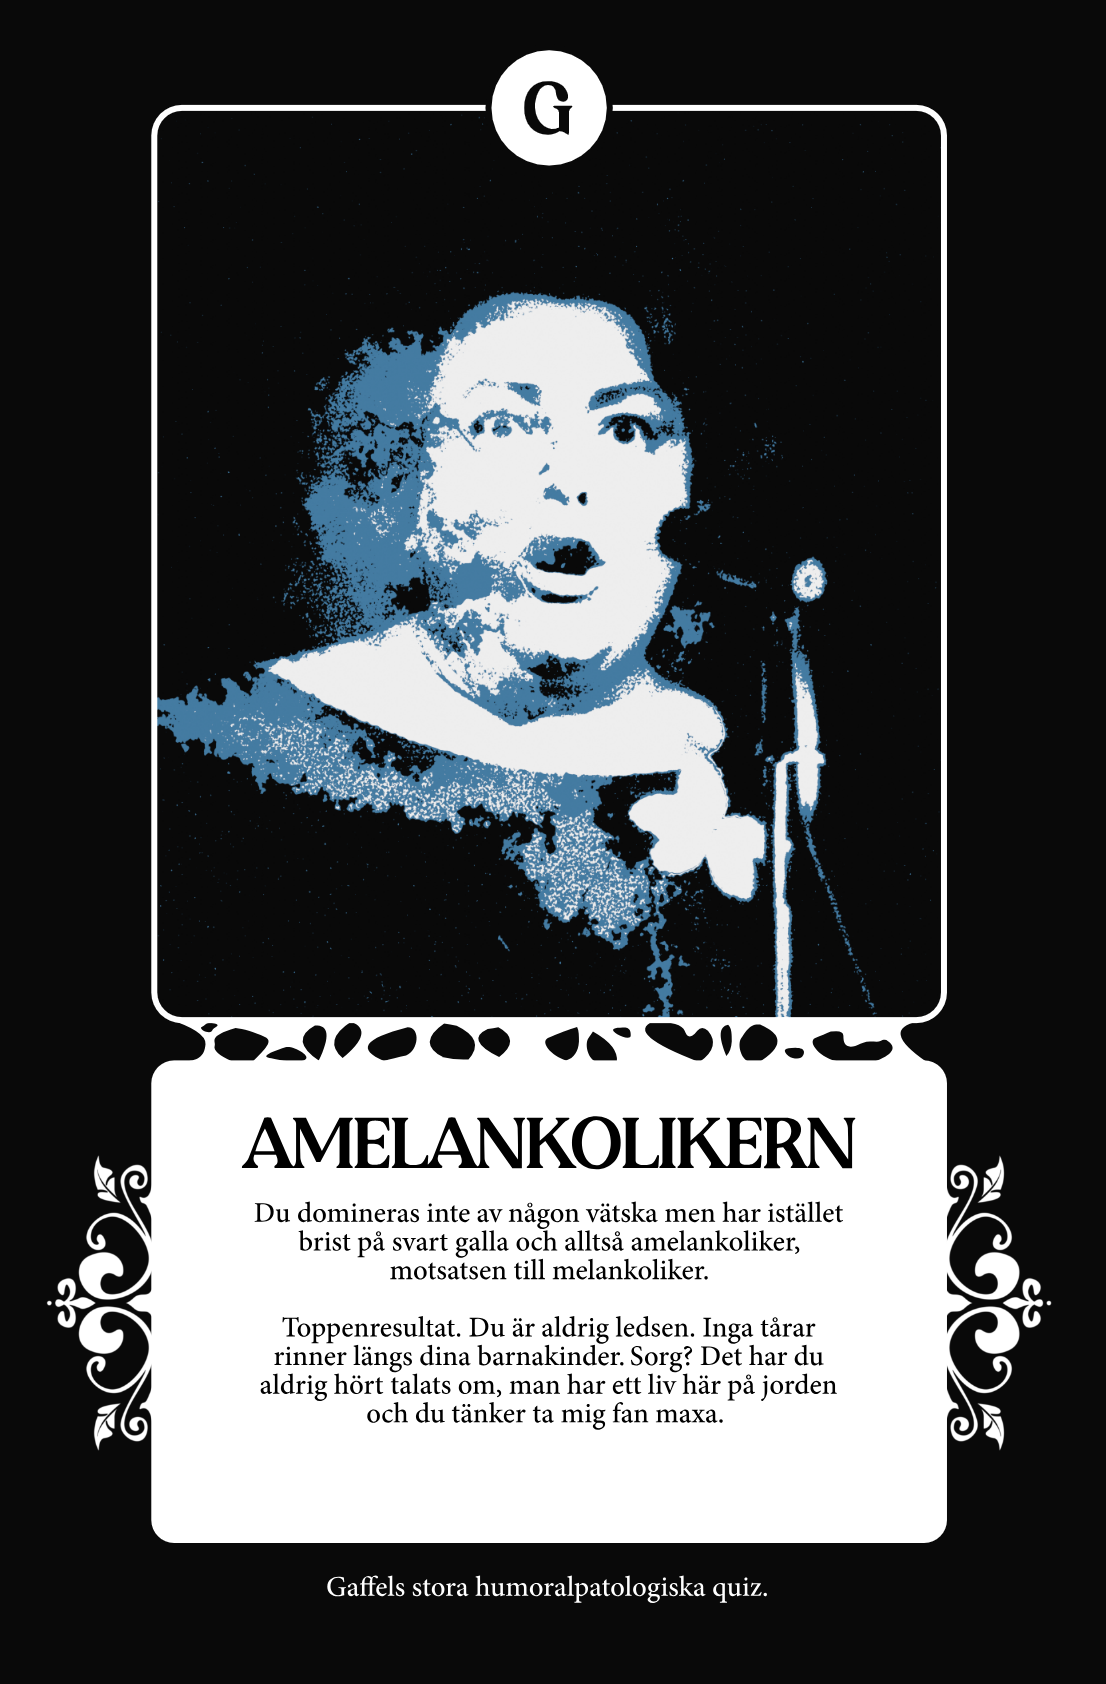 G
AMELANKOLIKERN
Du domineras inte av någon vätska men har istället
brist på svart galla och alltså amelankoliker,
motsatsen till melankoliker.
Toppenresultat. Du är aldrig ledsen. Inga tårar
rinner längs dina barnakinder. Sorg? Det har du
aldrig hört talats om, man har ett liv här på jorden
och du tänker ta mig fan maxa.
Gaffels stora humoralpatologiska quiz.